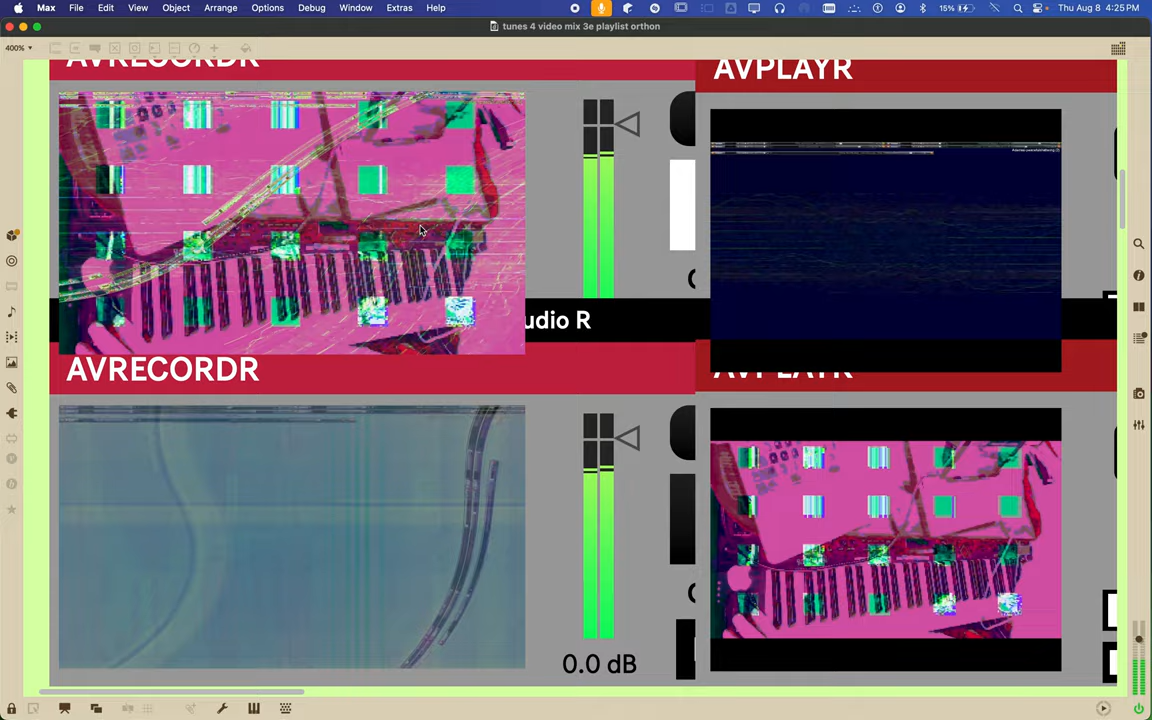 Max File Edit View Object Arrange Options Debug Window Extras Help 15% Thu Aug 8 4:25 PM
tunes 4 video mix 3e playlist orthon
400%
AVRECORDR
AVPLAYR
udio R
AVRECORDR
AVPLAYR
0.0 dB